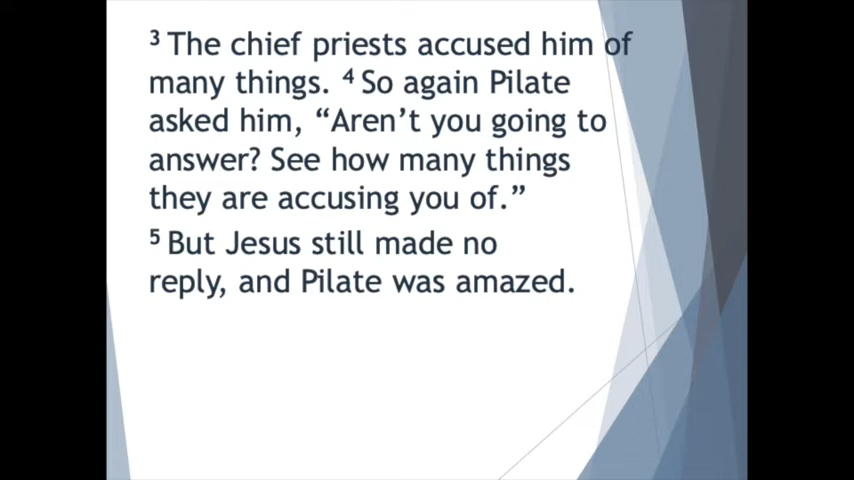 ³ The chief priests accused him of
many things. ⁴ So again Pilate
asked him, “Aren’t you going to
answer? See how many things
they are accusing you of.”
⁵ But Jesus still made no
reply, and Pilate was amazed.